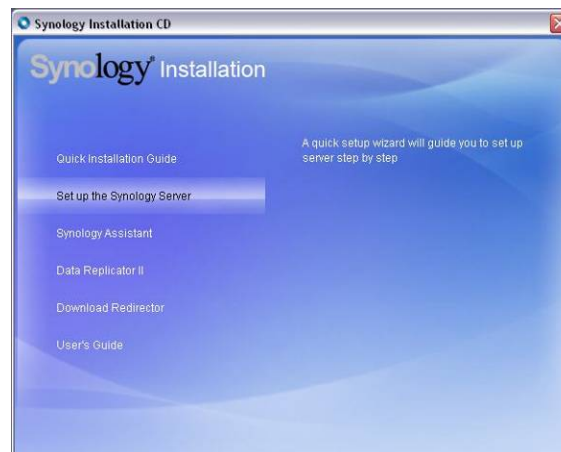 Synology Installation CD
Synology® Installation
Quick Installation Guide
A quick setup wizard will guide you to set up
server step by step
Set up the Synology Server
Synology Assistant
Data Replicator II
Download Redirector
User's Guide